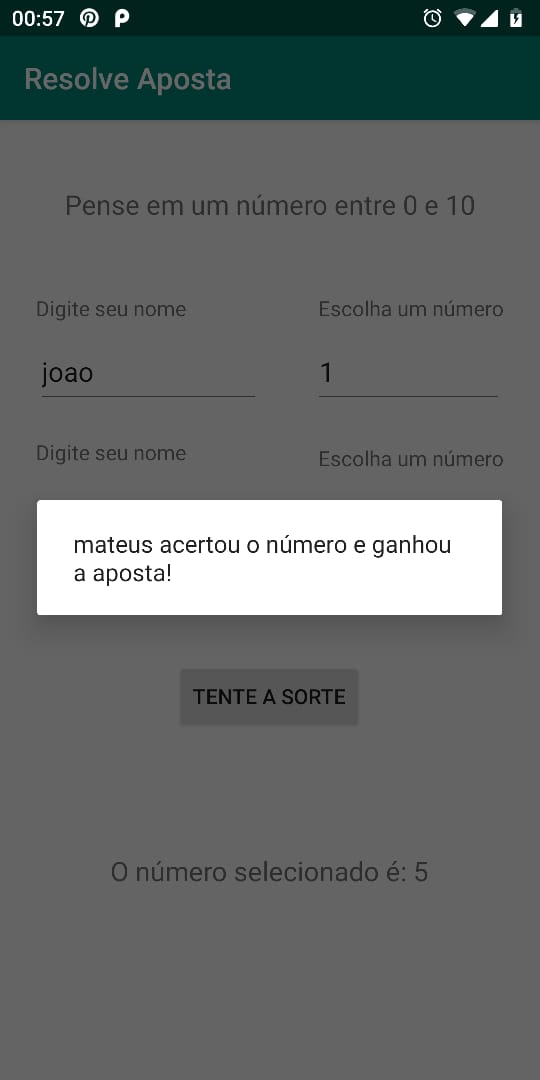 00:57
Resolve Aposta
Pense em um número entre 0 e 10
Digite seu nome
Escolha um número
joao
1
Digite seu nome
Escolha um número
mateus acertou o número e ganhou
a aposta!
TENTE A SORTE
O número selecionado é: 5